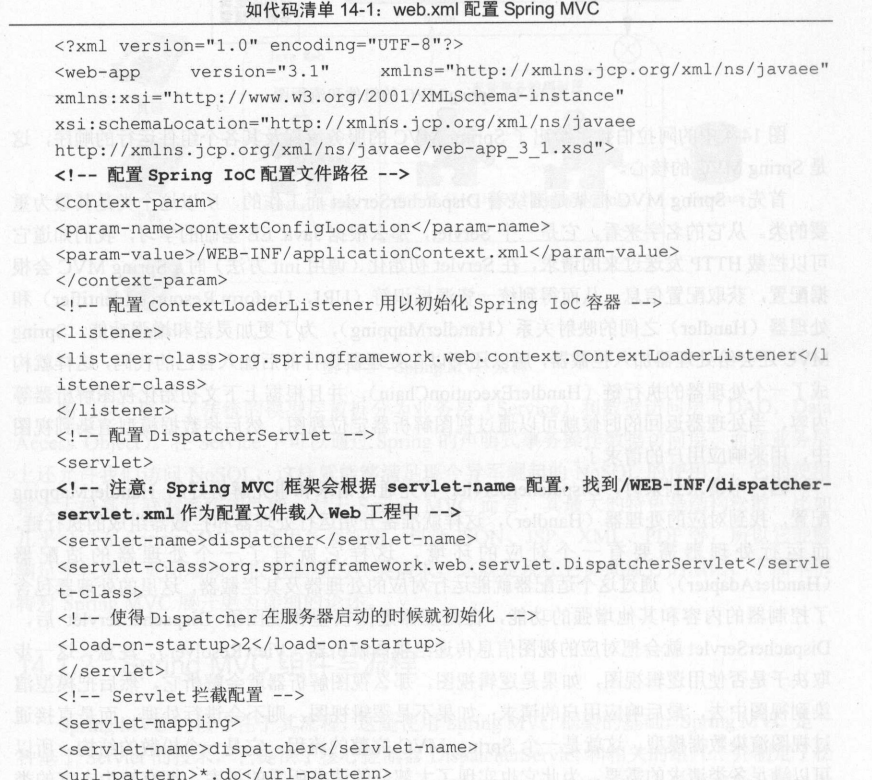 如代码清单 14-1：web.xml 配置 Spring MVC
<?xml version="1.0" encoding="UTF-8"?>
<web-app version="3.1" xmlns="http://xmlns.jcp.org/xml/ns/javaee"
xmlns:xsi="http://www.w3.org/2001/XMLSchema-instance"
xsi:schemaLocation="http://xmlns.jcp.org/xml/ns/javaee
http://xmlns.jcp.org/xml/ns/javaee/web-app_3_1.xsd">
<!-- 配置 Spring IoC 配置文件路径 -->
<context-param>
<param-name>contextConfigLocation</param-name>
<param-value>/WEB-INF/applicationContext.xml</param-value>
</context-param>
<!-- 配置 ContextLoaderListener 用以初始化 Spring IoC 容器 -->
<listener>
<listener-class>org.springframework.web.context.ContextLoaderListener</l
istener-class>
</listener>
<!-- 配置 DispatcherServlet -->
<servlet>
<!-- 注意：Spring MVC 框架会根据 servlet-name 配置，找到/WEB-INF/dispatcher-
servlet.xml 作为配置文件载入 Web 工程中 -->
<servlet-name>dispatcher</servlet-name>
<servlet-class>org.springframework.web.servlet.DispatcherServlet</servle
t-class>
<!-- 使得 Dispatcher 在服务器启动的时候就初始化 -->
<load-on-startup>2</load-on-startup>
</servlet>
<!-- Servlet 拦截配置 -->
<servlet-mapping>
<servlet-name>dispatcher</servlet-name>
<url-pattern>*.do</url-pattern>